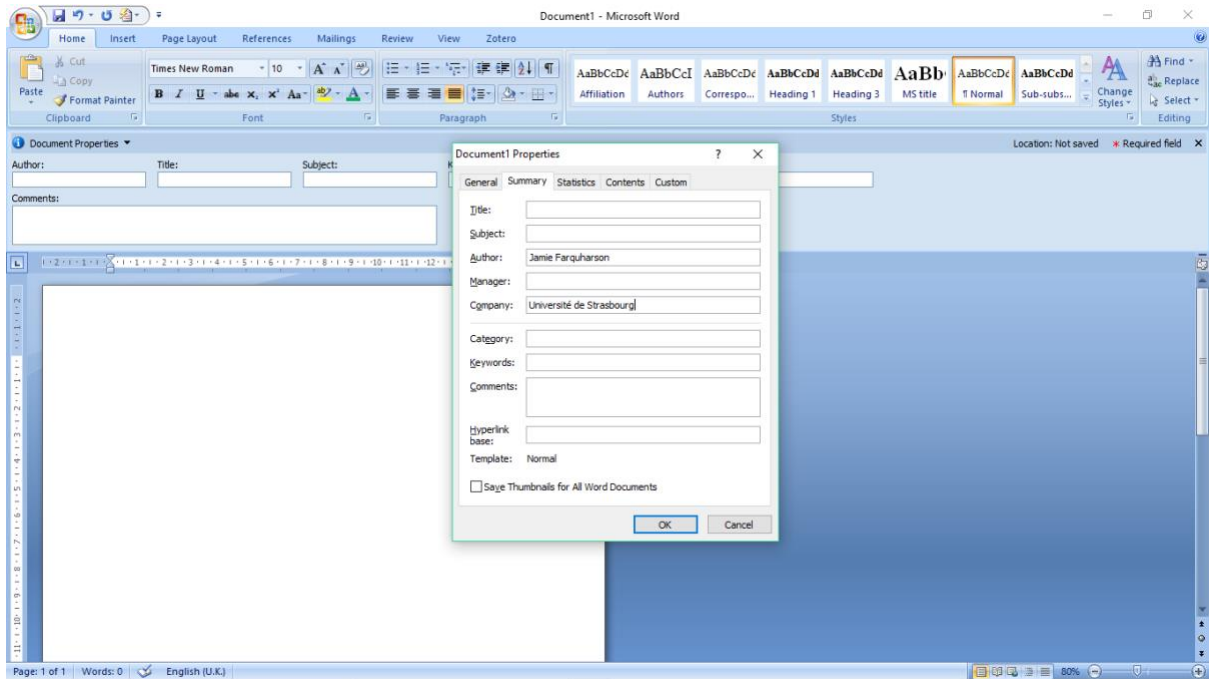 Document1 - Microsoft Word
Home Insert Page Layout References Mailings Review View Zotero
Paste
Cut
Copy
Format Painter
Clipboard
Times New Roman 10
B I U abc x₂ x² Aa
Font
Paragraph
AaBbCcDc AaBbCcI AaBbCcDc AaBbCcDd AaBbCcDd AaBb AaBbCcDc AaBbCcDd
Affiliation Authors Correspo... Heading 1 Heading 3 MS title ¶ Normal Sub-subs...
Change Styles
Styles
Find
Replace
Select
Editing
Document Properties
Location: Not saved * Required field X
Author: Title: Subject:
Comments:
Document1 Properties ? X
General Summary Statistics Contents Custom
Title:
Subject:
Author: Jamie Farquharson
Manager:
Company: Université de Strasbourg
Category:
Keywords:
Comments:
Hyperlink
base:
Template: Normal
Save Thumbnails for All Word Documents
OK Cancel
Page: 1 of 1 Words: 0 English (U.K.) 80%